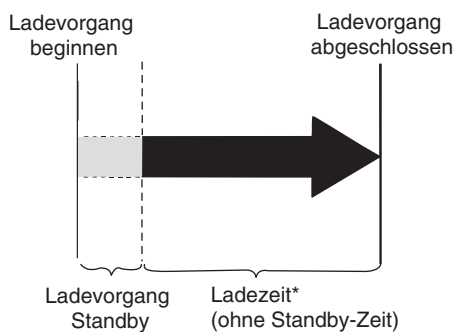 Ladevorgang
beginnen
Ladevorgang
abgeschlossen
Ladevorgang
Standby
Ladezeit*
(ohne Standby-Zeit)